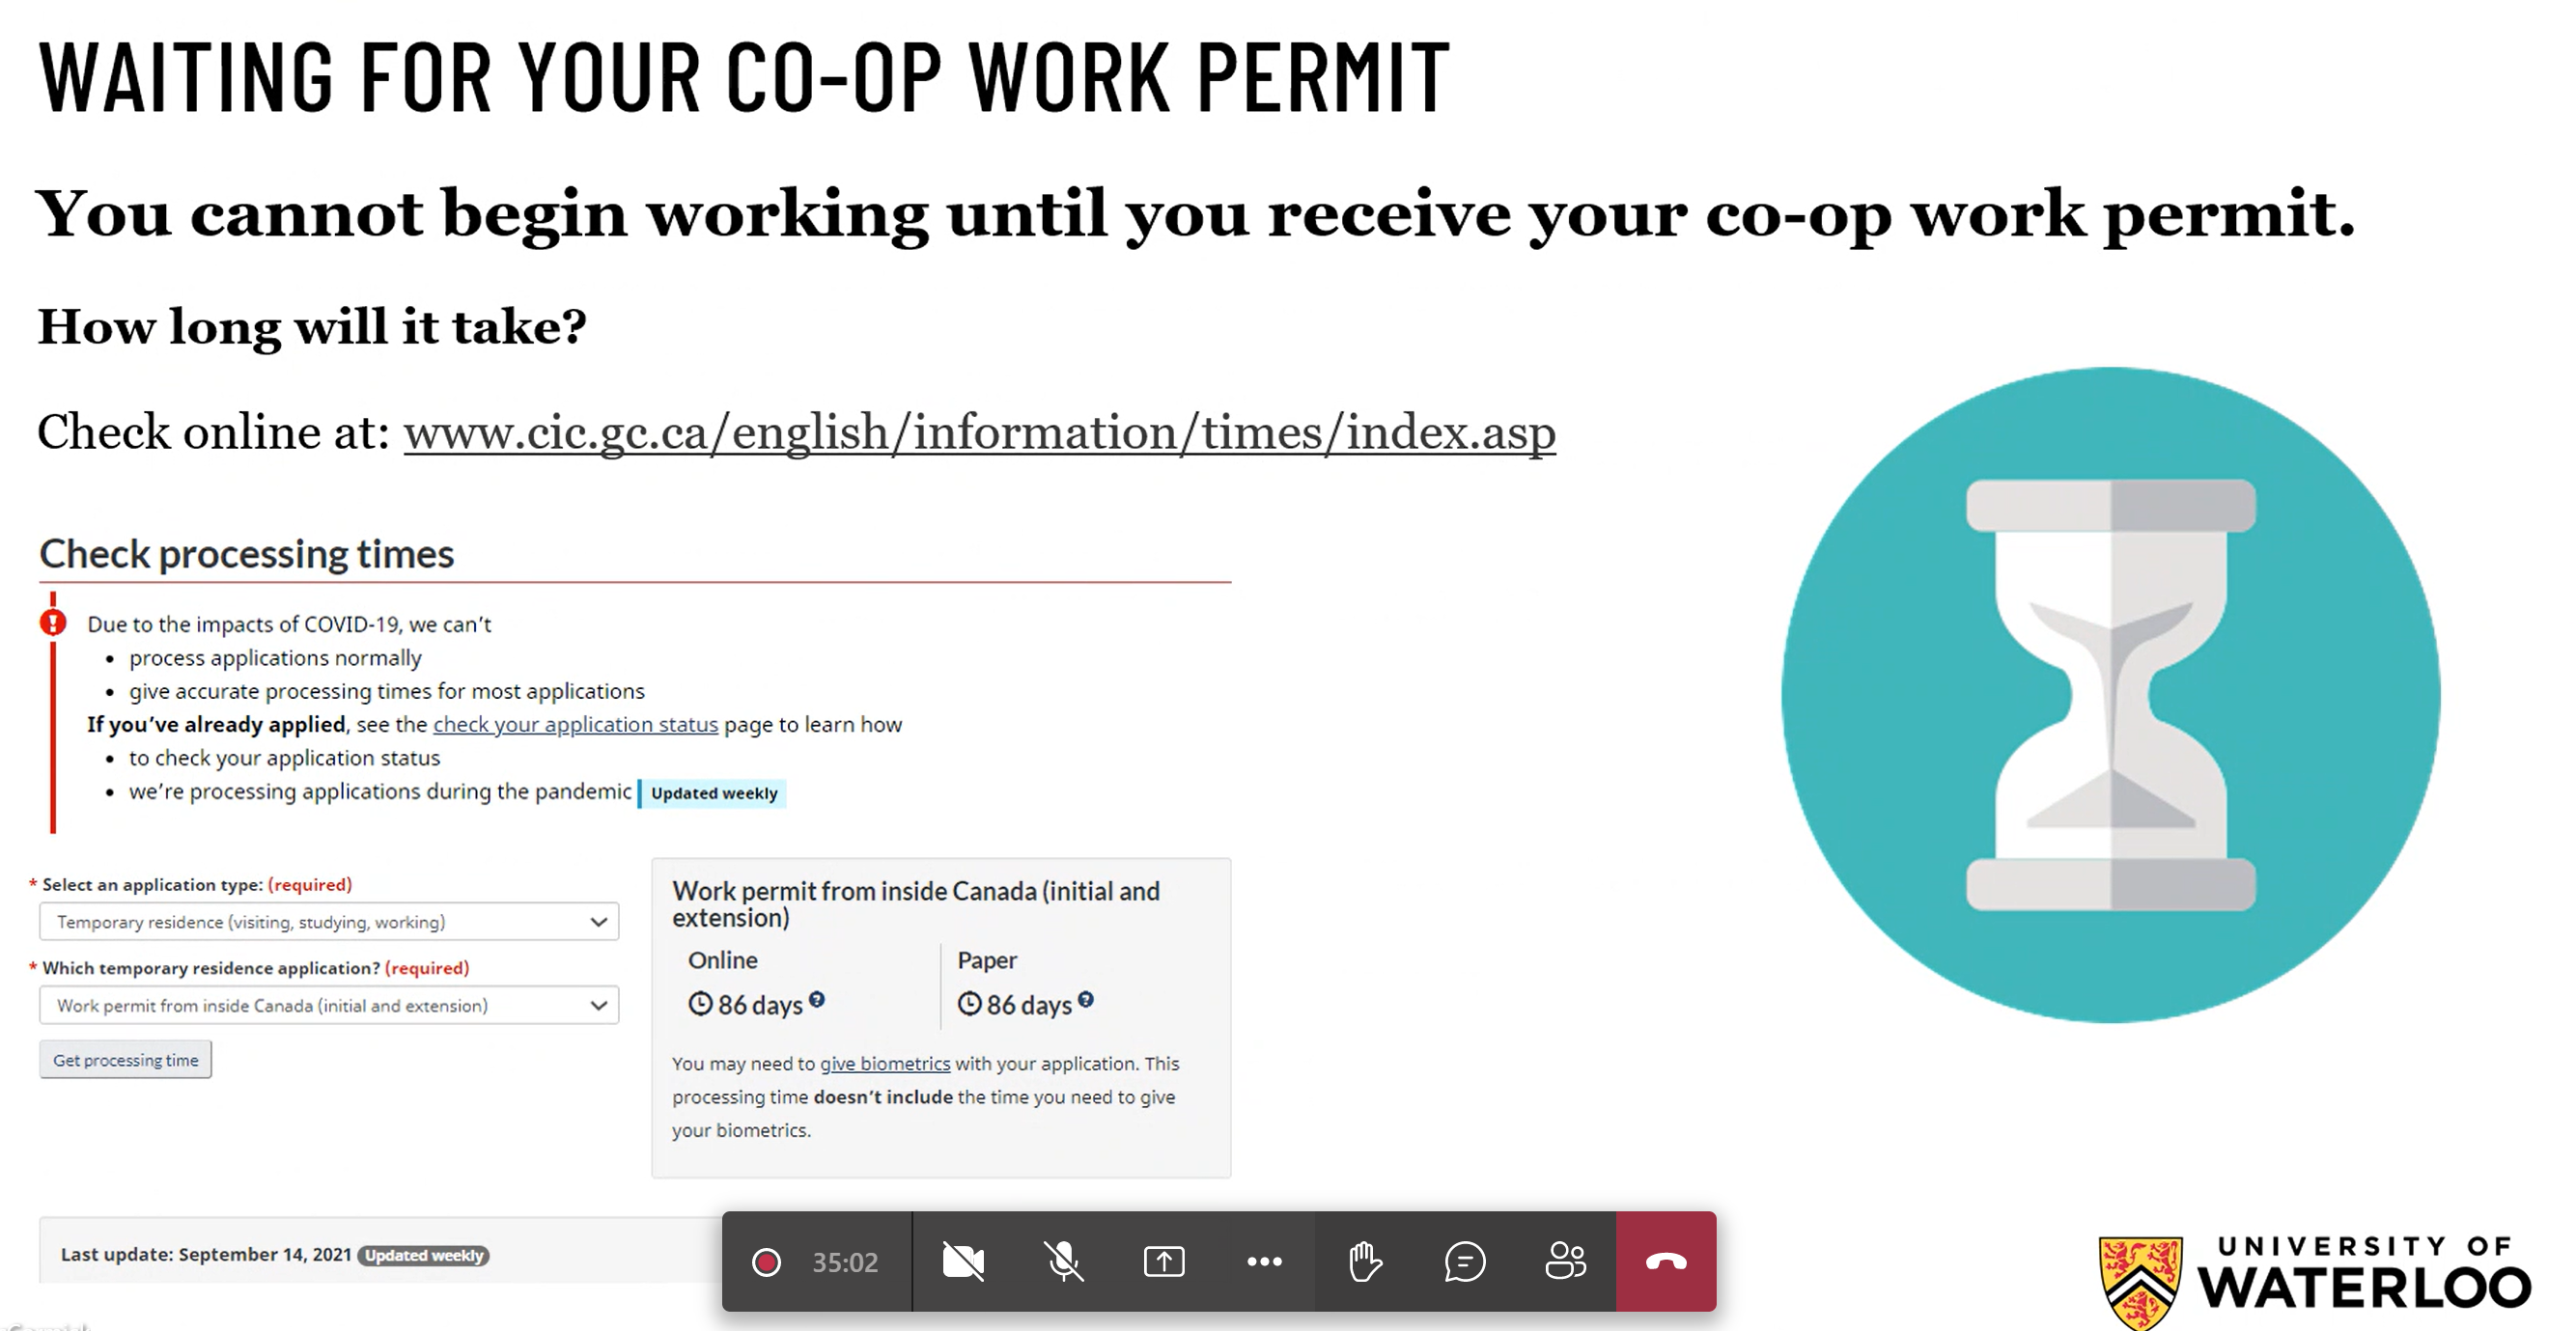 WAITING FOR YOUR CO-OP WORK PERMIT
You cannot begin working until you receive your co-op work permit.
How long will it take?
Check online at: www.cic.gc.ca/english/information/times/index.asp
Check processing times
Due to the impacts of COVID-19, we can't
• process applications normally
• give accurate processing times for most applications
If you've already applied, see the check your application status page to learn how
• to check your application status
• we're processing applications during the pandemic Updated weekly
* Select an application type: (required)
Temporary residence (visiting, studying, working)
* Which temporary residence application? (required)
Work permit from inside Canada (initial and extension)
Get processing time
Work permit from inside Canada (initial and
extension)
Online Paper
86 days ? 86 days ?
You may need to give biometrics with your application. This
processing time doesn't include the time you need to give
your biometrics.
Last update: September 14, 2021 Updated weekly
35:02
UNIVERSITY OF
WATERLOO